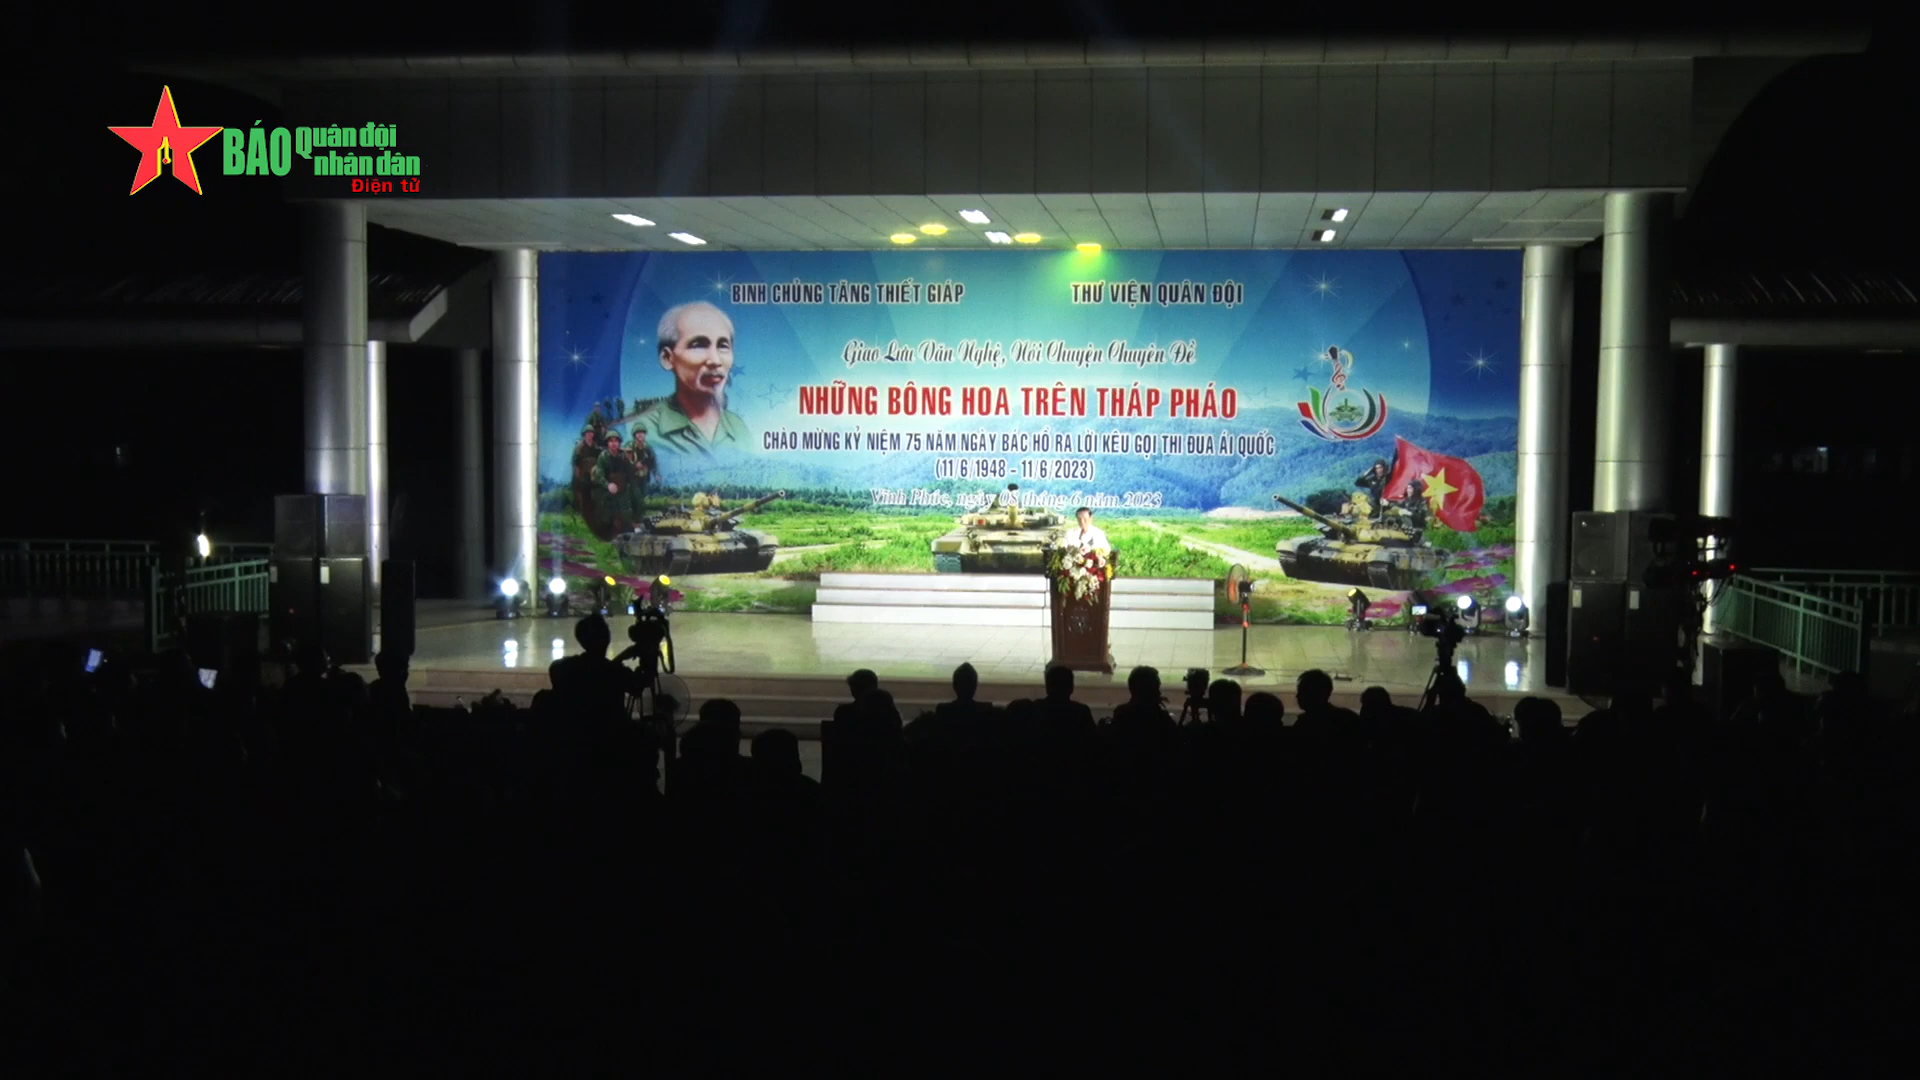 BÁO Quân đội
nhân dân
Điện tử
BINH CHỦNG TĂNG THIẾT GIÁP
THƯ VIỆN QUÂN ĐỘI
Giao Lưu Văn Nghệ, Nói Chuyện Chuyên Đề
NHỮNG BÔNG HOA TRÊN THÁP PHÁO
CHÀO MỪNG KỶ NIỆM 75 NĂM NGÀY BÁC HỒ RA LỜI KÊU GỌI THI ĐUA ÁI QUỐC
(11/6/1948 - 11/6/2023)
Vĩnh Phúc, ngày 08 tháng 6 năm 2023